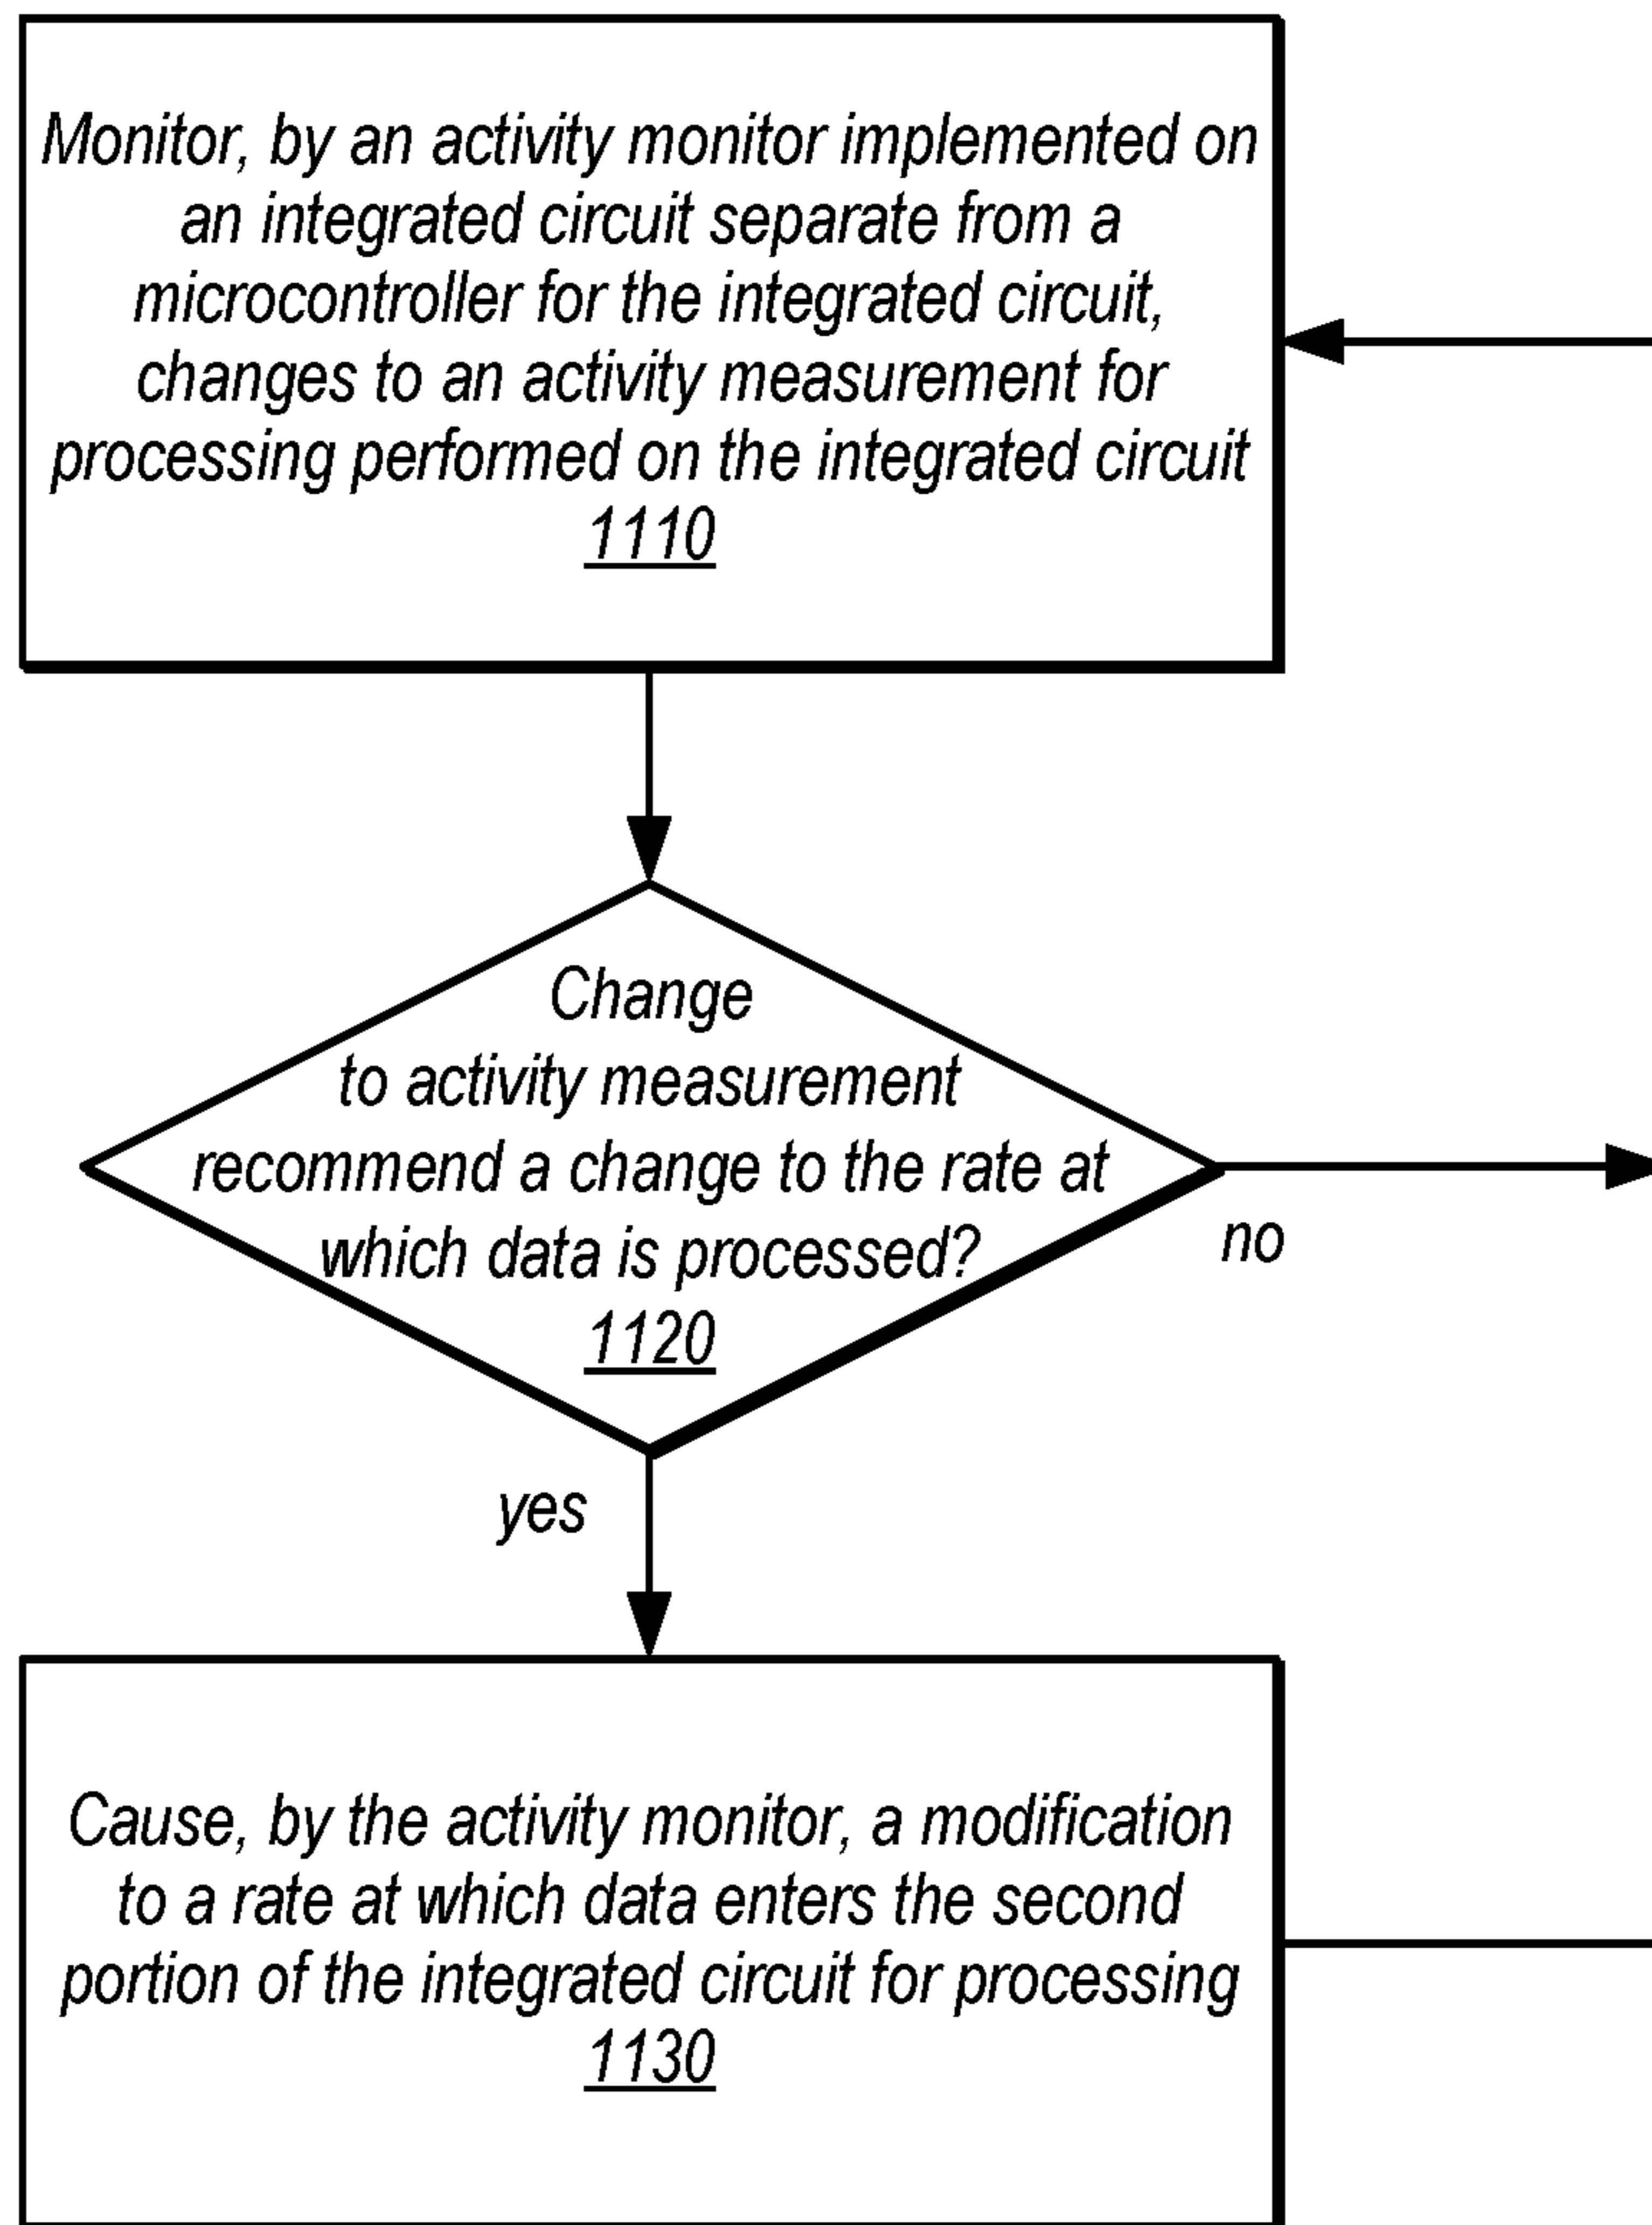 Monitor, by an activity monitor implemented on
an integrated circuit separate from a
microcontroller for the integrated circuit,
changes to an activity measurement for
processing performed on the integrated circuit
1110
Change
to activity measurement
recommend a change to the rate at
which data is processed?
1120
no
yes
Cause, by the activity monitor, a modification
to a rate at which data enters the second
portion of the integrated circuit for processing
1130